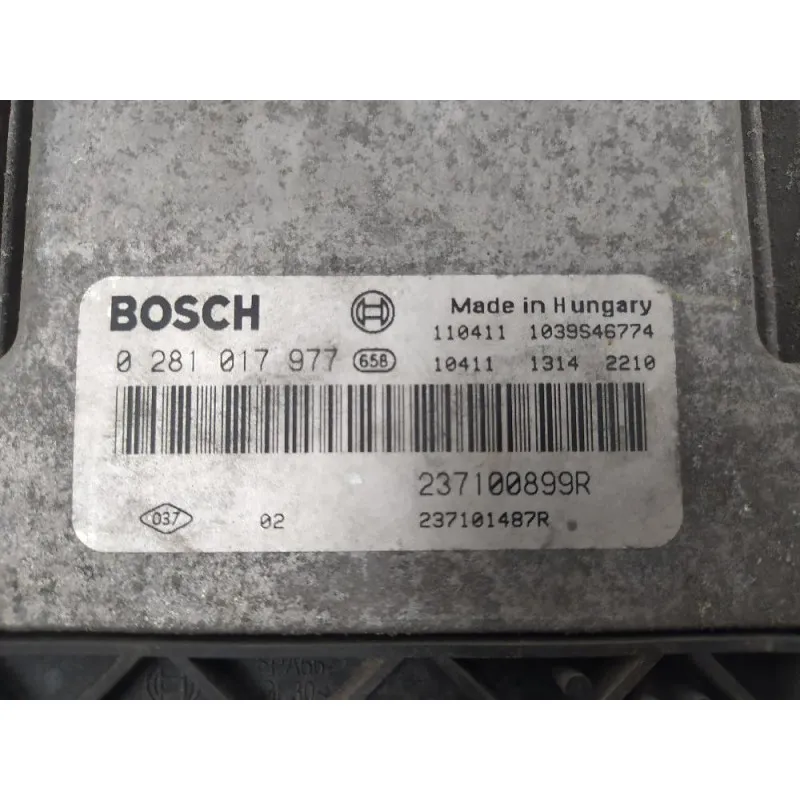 BOSCH
Made in Hungary
110411 1039S46774
0 281 017 977 658
10411 1314 2210
237100899R
037 02
237101487R